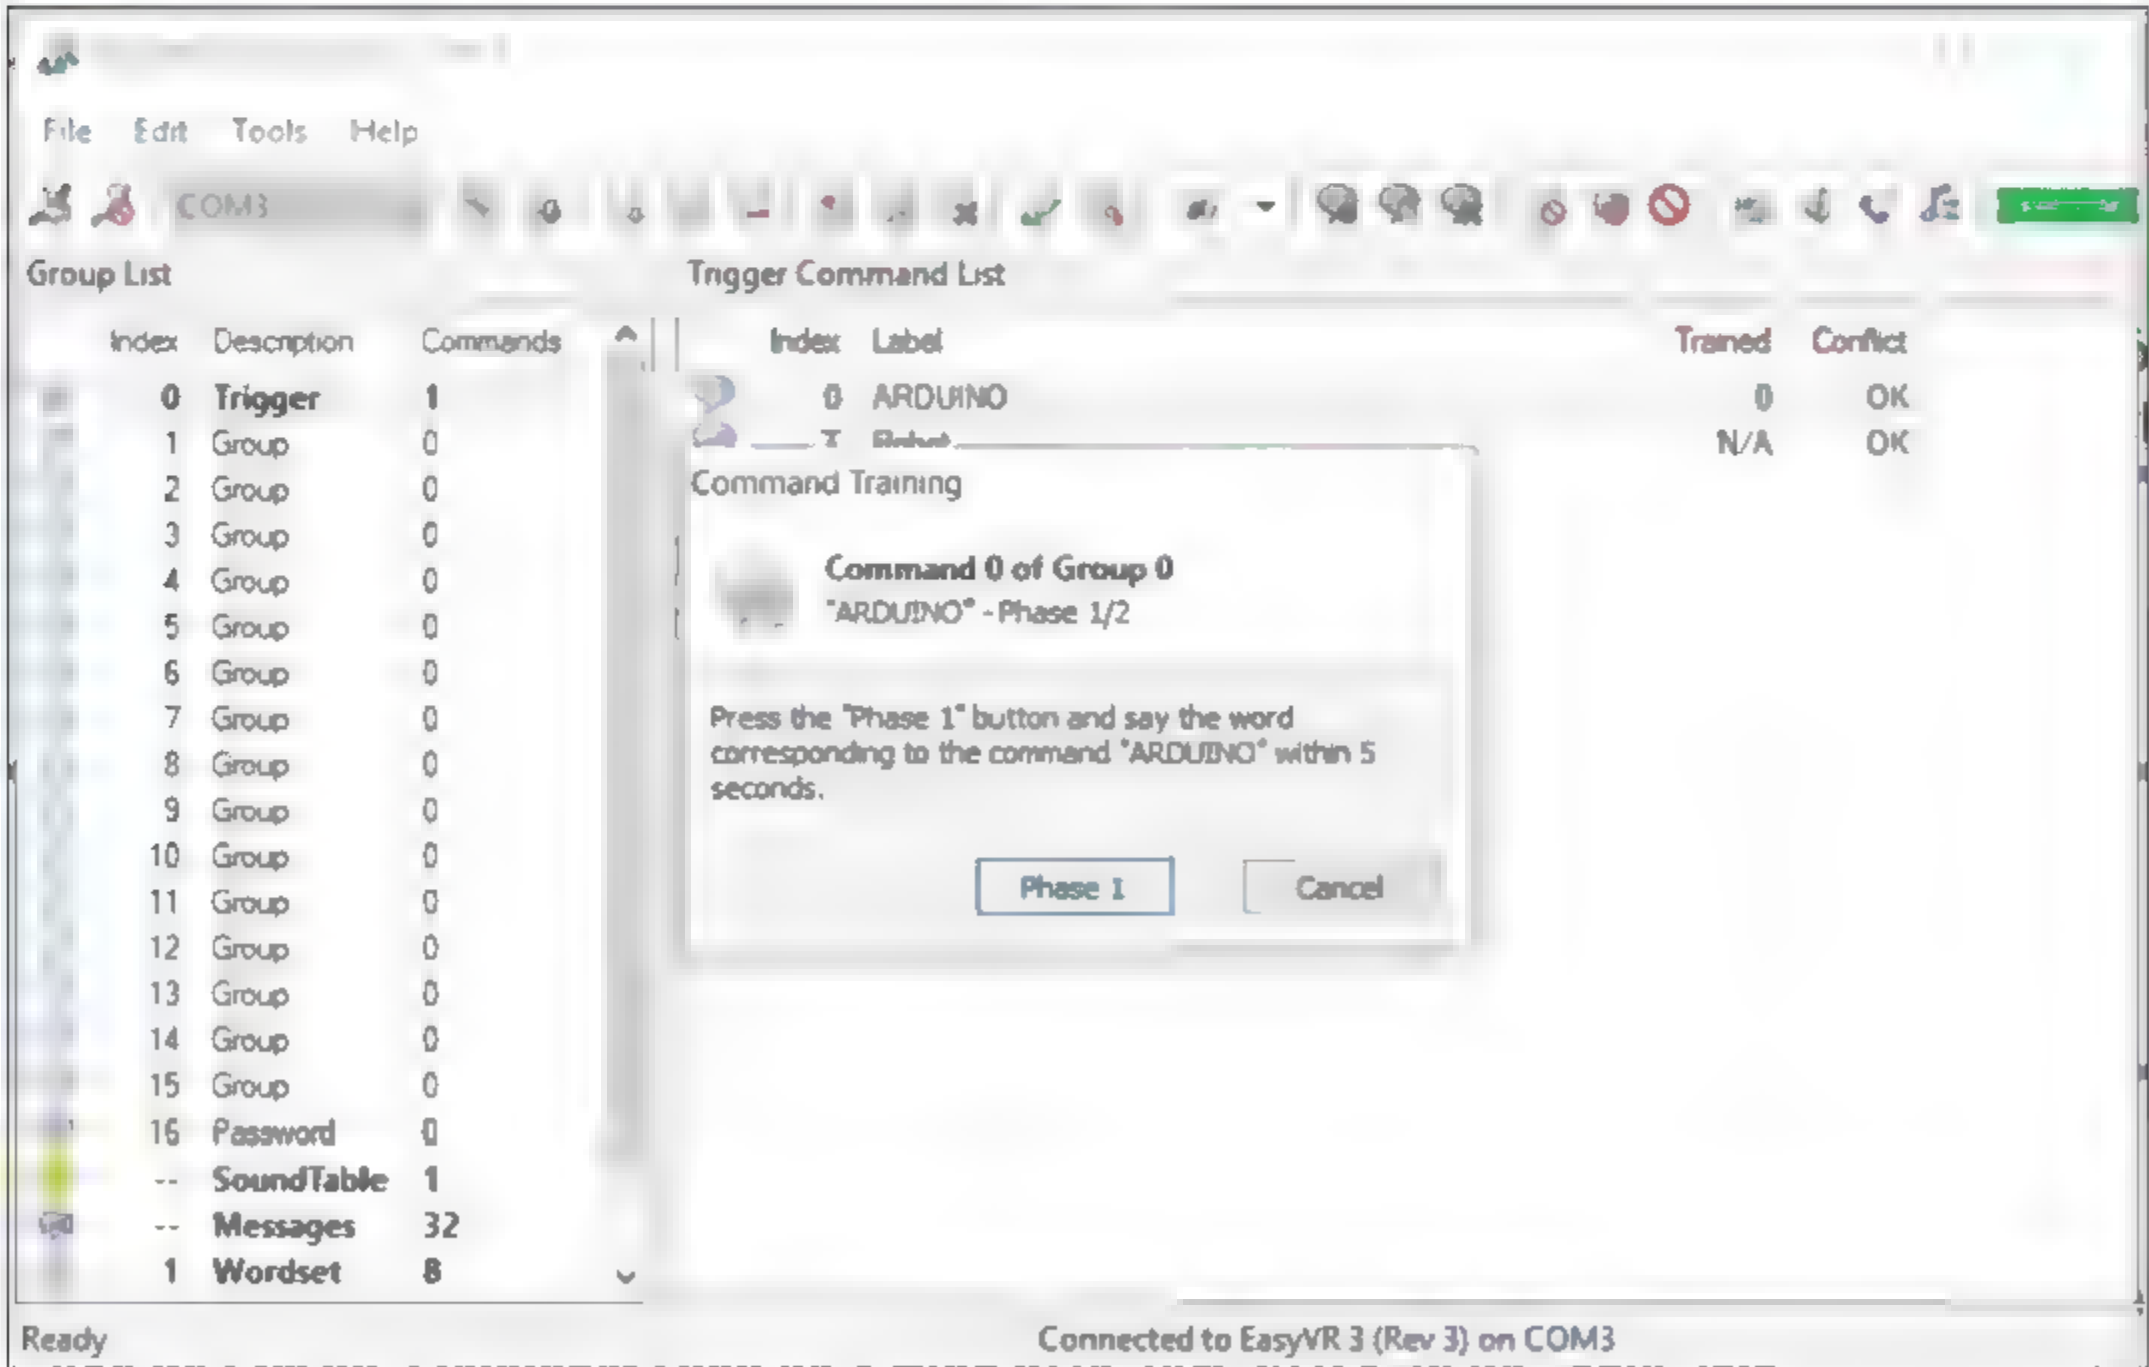 File Edit Tools Help
COM3
Group List
Trigger Command List
Index Description Commands
Index Label Trained Conflict
0 Trigger 1
0 ARDUINO 0 OK
1 Group 0
N/A OK
2 Group 0
Command Training
3 Group 0
Command 0 of Group 0
4 Group 0
"ARDUINO" - Phase 1/2
5 Group 0
6 Group 0
7 Group 0
Press the "Phase 1" button and say the word
corresponding to the command "ARDUINO" within 5
seconds.
8 Group 0
9 Group 0
10 Group 0
11 Group 0
Phase 1 Cancel
12 Group 0
13 Group 0
14 Group 0
15 Group 0
16 Password 0
-- SoundTable 1
-- Messages 32
1 Wordset 8
Ready
Connected to EasyVR 3 (Rev 3) on COM3